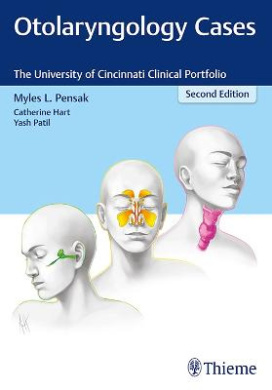 Otolaryngology Cases
The University of Cincinnati Clinical Portfolio
Second Edition
Myles L. Pensak
Catherine Hart
Yash Patil
Thieme